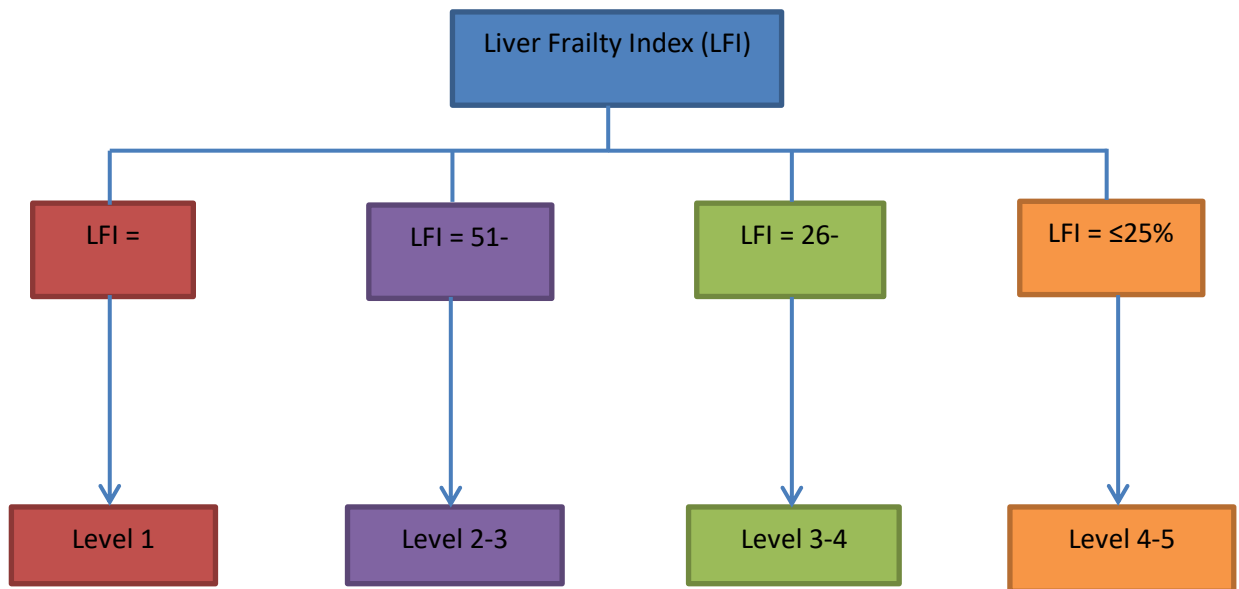 Liver Frailty Index (LFI)
LFI =
LFI = 51-
LFI = 26-
LFI = ≤25%
Level 1
Level 2-3
Level 3-4
Level 4-5